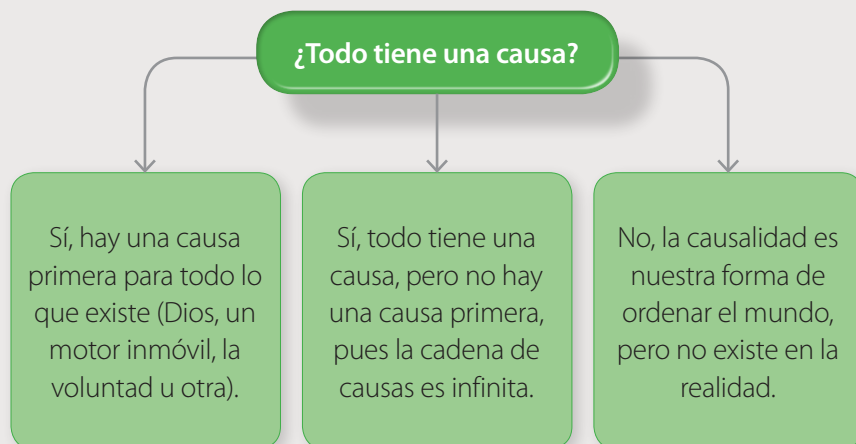 ¿Todo tiene una causa?
Sí, hay una causa
primera para todo lo
que existe (Dios, un
motor inmóvil, la
voluntad u otra).
Sí, todo tiene una
causa, pero no hay
una causa primera,
pues la cadena de
causas es infinita.
No, la causalidad es
nuestra forma de
ordenar el mundo,
pero no existe en la
realidad.